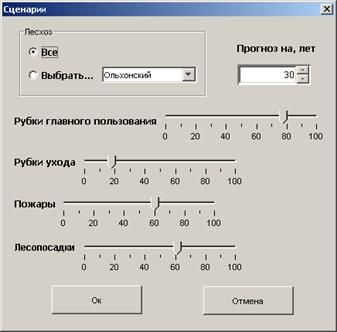 Сценарии
Лесхоз
Все
Прогноз на, лет
Выбрать... Ольхонский 30
Рубки главного пользования
0 20 40 60 80 100
Рубки ухода
0 20 40 60 80 100
Пожары
0 20 40 60 80 100
Лесопосадки
0 20 40 60 80 100
Ок Отмена